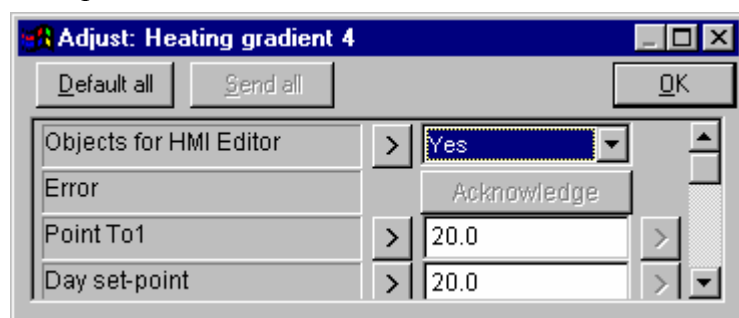 Adjust: Heating gradient 4
Default all Send all OK
Objects for HMI Editor > Yes
Error Acknowledge
Point To1 > 20.0 >
Day set-point > 20.0 >